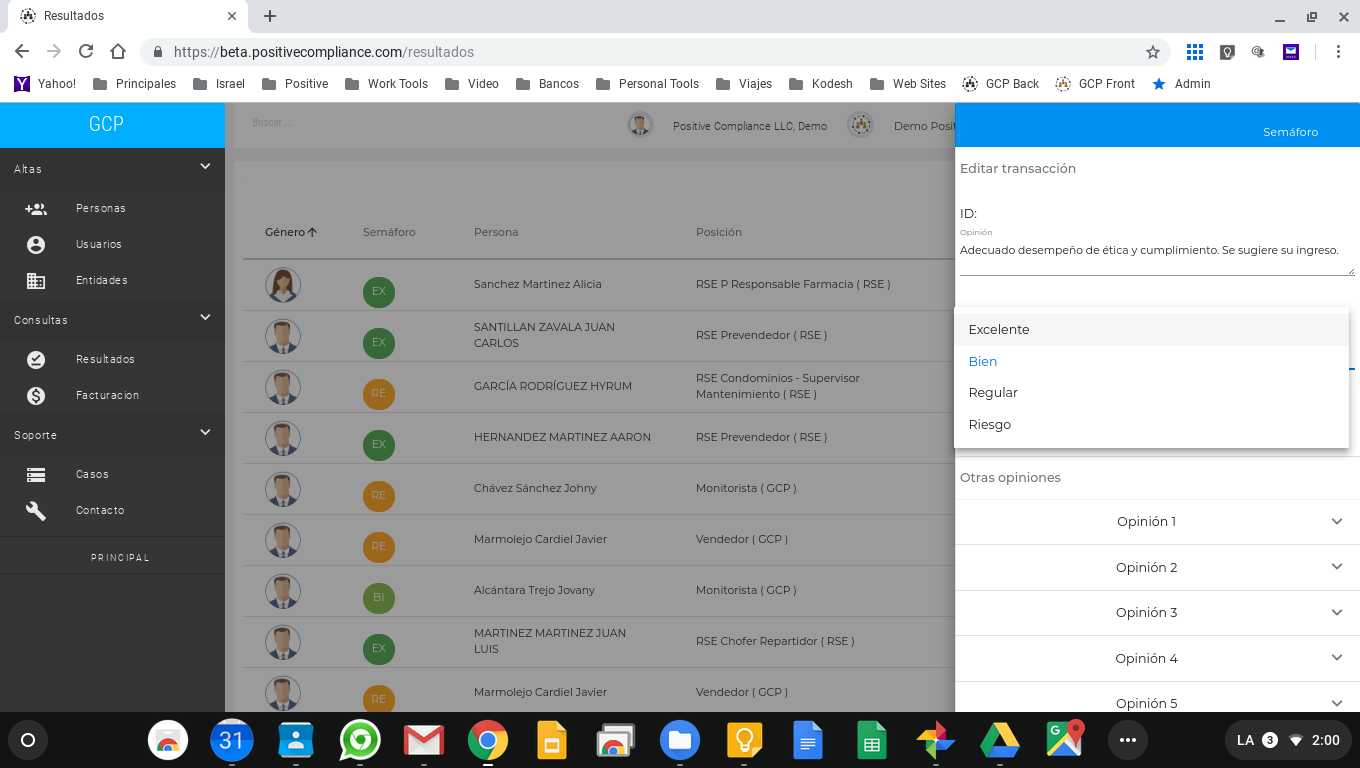 Resultados
https://beta.positivecompliance.com/resultados
Yahoo! Principales Israel Positive Work Tools Video Bancos Personal Tools Viajes Kodesh Web Sites GCP Back GCP Front Admin
GCP
Altas
Personas
Usuarios
Entidades
Consultas
Resultados
Facturacion
Soporte
Casos
Contacto
PRINCIPAL
Buscar ...
Positive Compliance LLC, Demo
Demo Posit
Género Semáforo Persona Posición
EX Sanchez Martinez Alicia RSE P Responsable Farmacia ( RSE )
EX SANTILLAN ZAVALA JUAN CARLOS RSE Prevendedor ( RSE )
RE GARCÍA RODRÍGUEZ HYRUM RSE Condominios - Supervisor Mantenimiento ( RSE )
EX HERNANDEZ MARTINEZ AARON RSE Prevendedor ( RSE )
RE Chávez Sánchez Johny Monitorista ( GCP )
RE Marmolejo Cardiel Javier Vendedor ( GCP )
BI Alcántara Trejo Jovany Monitorista ( GCP )
EX MARTINEZ MARTINEZ JUAN LUIS RSE Chofer Repartidor ( RSE )
RE Marmolejo Cardiel Javier Vendedor ( GCP )
Semáforo
Editar transacción
ID:
Opinión
Adecuado desempeño de ética y cumplimiento. Se sugiere su ingreso.
Excelente
Bien
Regular
Riesgo
Otras opiniones
Opinión 1
Opinión 2
Opinión 3
Opinión 4
Opinión 5
31
G
LA 3 2:00